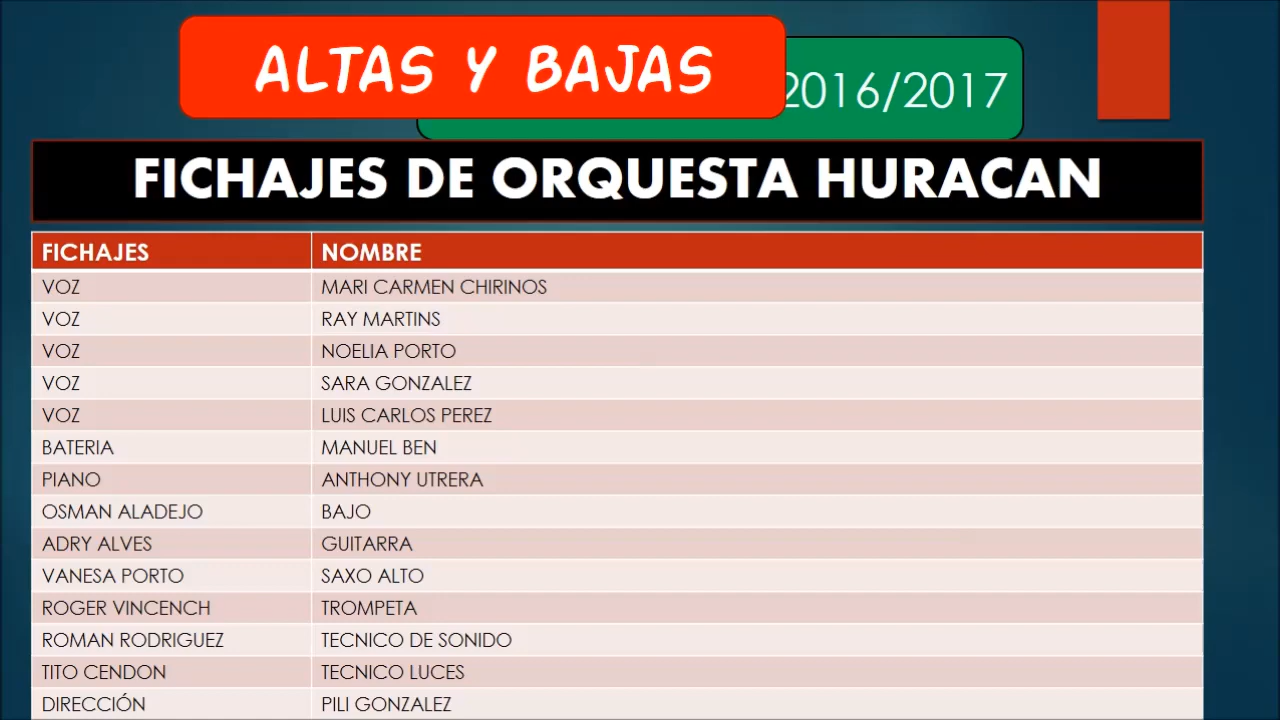 ALTAS Y BAJAS
2016/2017
FICHAJES DE ORQUESTA HURACAN
FICHAJES NOMBRE
VOZ MARI CARMEN CHIRINOS
VOZ RAY MARTINS
VOZ NOELIA PORTO
VOZ SARA GONZALEZ
VOZ LUIS CARLOS PEREZ
BATERIA MANUEL BEN
PIANO ANTHONY UTRERA
OSMAN ALADEJO BAJO
ADRY ALVES GUITARRA
VANESA PORTO SAXO ALTO
ROGER VINCENCH TROMPETA
ROMAN RODRIGUEZ TECNICO DE SONIDO
TITO CENDON TECNICO LUCES
DIRECCIÓN PILI GONZALEZ